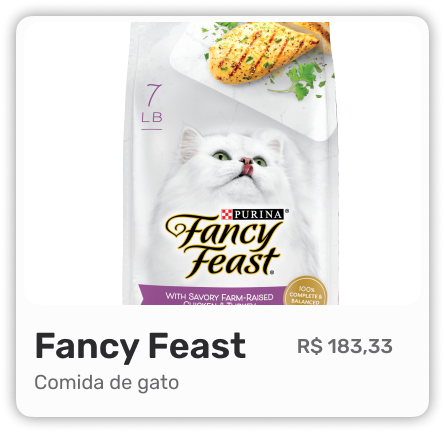 7
LB
PURINA®
Fancy
Feast®
WITH SAVORY FARM-RAISED
CHICKEN & TURKEY
100%
COMPLETE &
BALANCED
Fancy Feast
R$ 183,33
Comida de gato